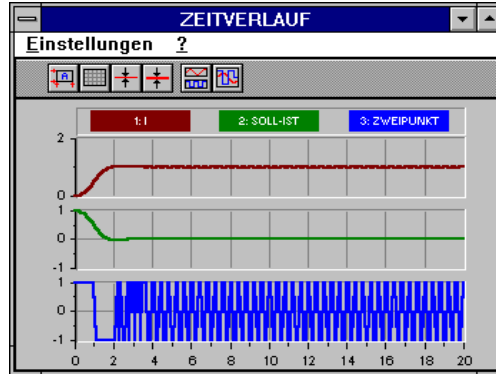 ZEITVERLAUF
Einstellungen ?
A
1: I 2: SOLL-IST 3: ZWEIPUNKT
2
0
1
0
-1
1
0
-1
0 2 4 6 8 10 12 14 16 18 20